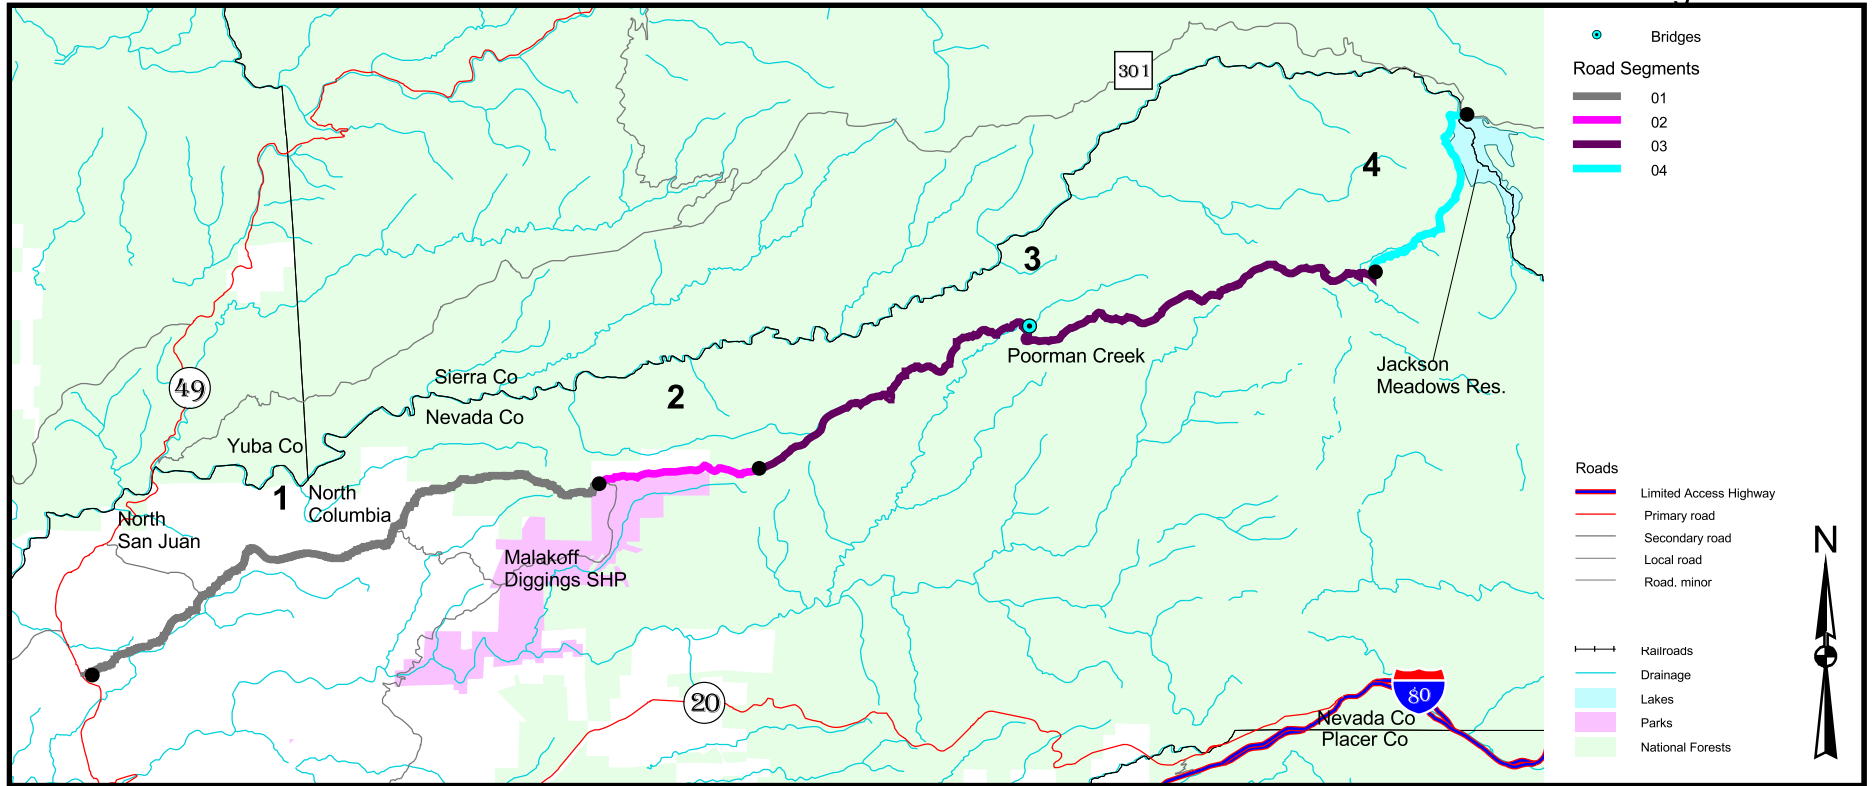 301
4
3
Poorman Creek
Jackson
Meadows Res.
49
Sierra Co
2
Nevada Co
Yuba Co
1
North
Columbia
North
San Juan
Malakoff
Diggings SHP
20
80
Nevada Co
Placer Co
Bridges
Road Segments
01
02
03
04
Roads
Limited Access Highway
Primary road
Secondary road
Local road
Road, minor
Railroads
Drainage
Lakes
Parks
National Forests
N